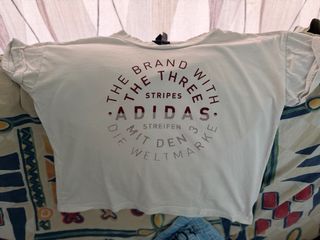 THE BRAND WITH
THE THREE
STRIPES
·ADIDAS·
STREIFEN
MIT DEN 3
DIE WELTMARKE